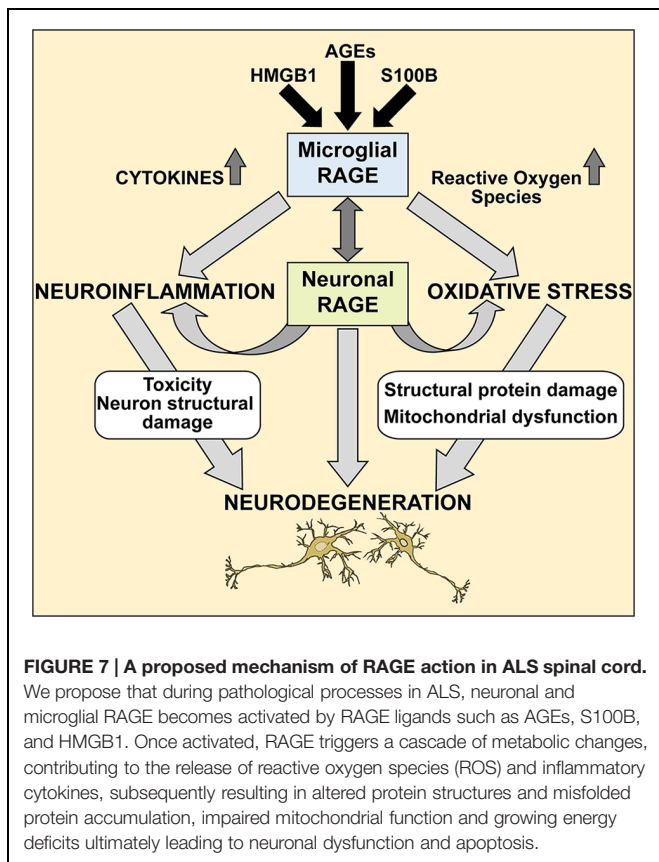 AGEs
HMGB1
S100B
Microglial
RAGE
CYTOKINES
Reactive Oxygen
Species
Neuronal
RAGE
NEUROINFLAMMATION
OXIDATIVE STRESS
Toxicity
Neuron structural
damage
Structural protein damage
Mitochondrial dysfunction
NEURODEGENERATION
FIGURE 7 | A proposed mechanism of RAGE action in ALS spinal cord.
We propose that during pathological processes in ALS, neuronal and
microglial RAGE becomes activated by RAGE ligands such as AGEs, S100B,
and HMGB1. Once activated, RAGE triggers a cascade of metabolic changes,
contributing to the release of reactive oxygen species (ROS) and inflammatory
cytokines, subsequently resulting in altered protein structures and misfolded
protein accumulation, impaired mitochondrial function and growing energy
deficits ultimately leading to neuronal dysfunction and apoptosis.